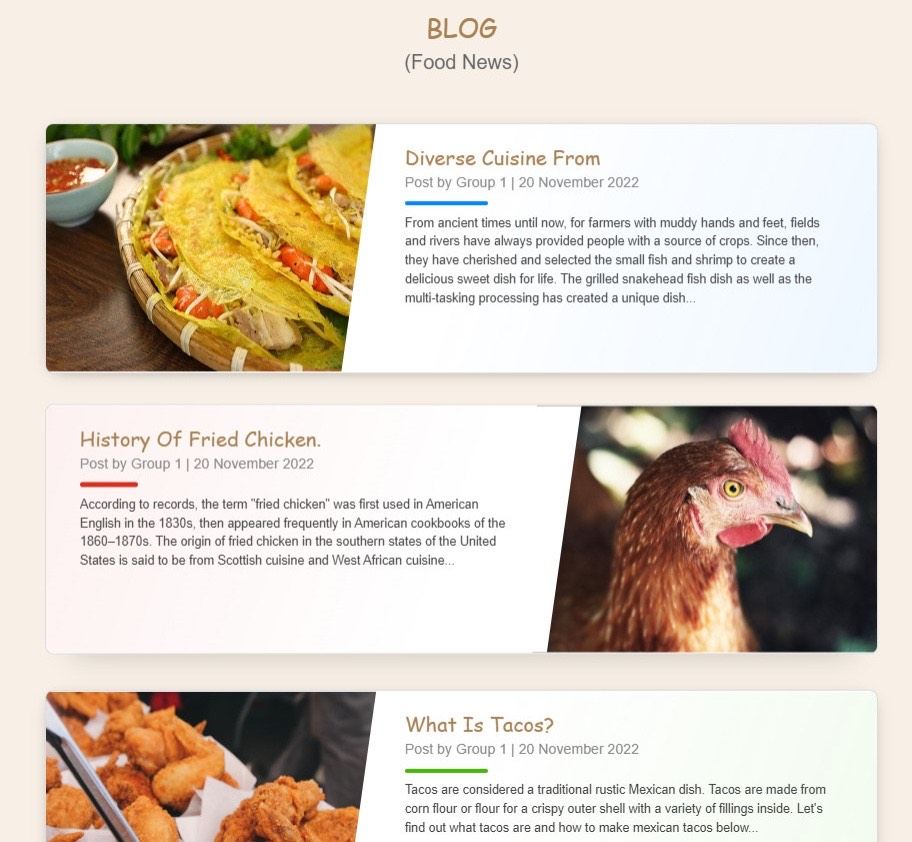 BLOG
(Food News)
Diverse Cuisine From
Post by Group 1 | 20 November 2022
From ancient times until now, for farmers with muddy hands and feet, fields
and rivers have always provided people with a source of crops. Since then,
they have cherished and selected the small fish and shrimp to create a
delicious sweet dish for life. The grilled snakehead fish dish as well as the
multi-tasking processing has created a unique dish...
History Of Fried Chicken.
Post by Group 1 | 20 November 2022
According to records, the term "fried chicken" was first used in American
English in the 1830s, then appeared frequently in American cookbooks of the
1860–1870s. The origin of fried chicken in the southern states of the United
States is said to be from Scottish cuisine and West African cuisine...
What Is Tacos?
Post by Group 1 | 20 November 2022
Tacos are considered a traditional rustic Mexican dish. Tacos are made from
corn flour or flour for a crispy outer shell with a variety of fillings inside. Let's
find out what tacos are and how to make mexican tacos below...